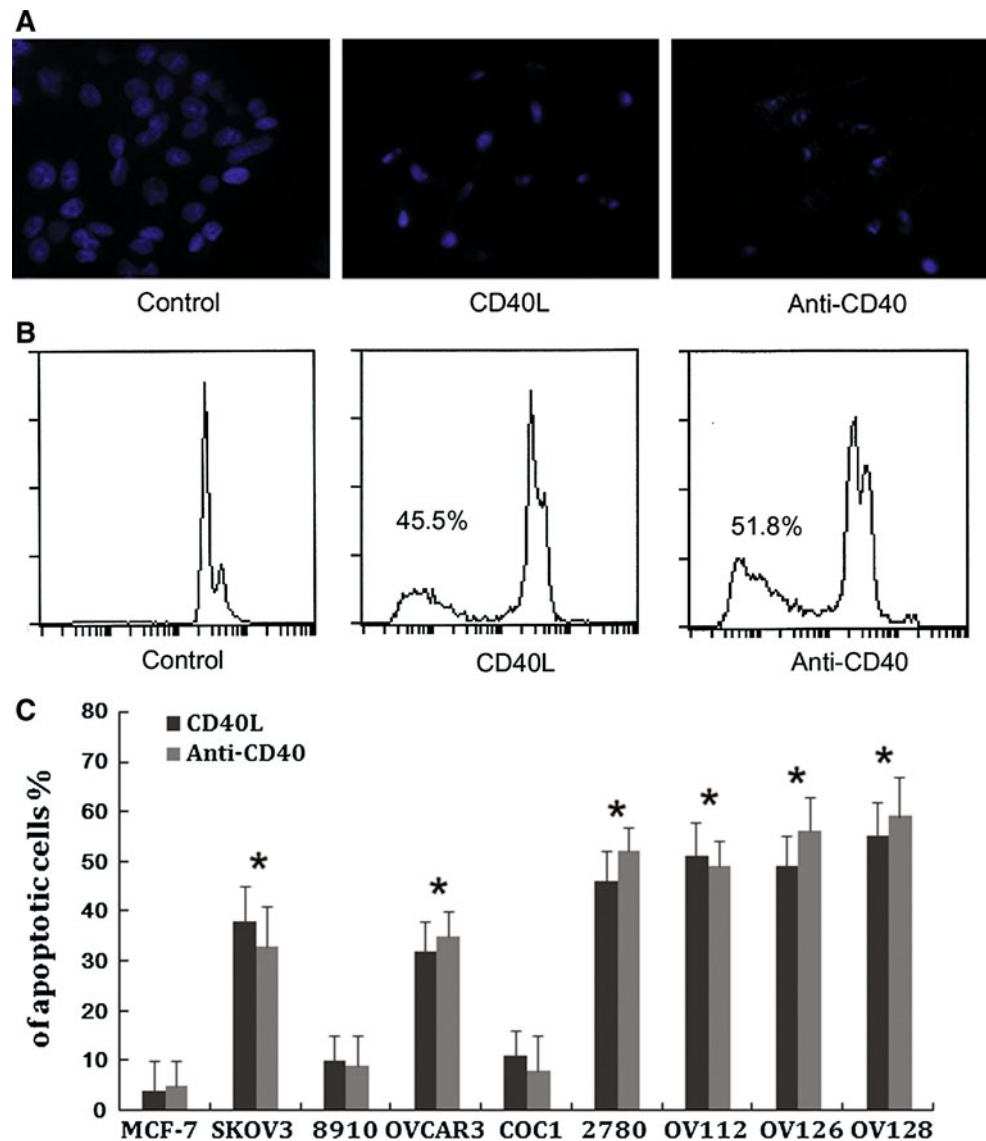 A
Control CD40L Anti-CD40
B
45.5% 51.8%
Control CD40L Anti-CD40
C
of apoptotic cells %
80
70
60
50
40
30
20
10
0
CD40L
Anti-CD40
* * * * * *
MCF-7 SKOV3 8910 OVCAR3 COC1 2780 OV112 OV126 OV128